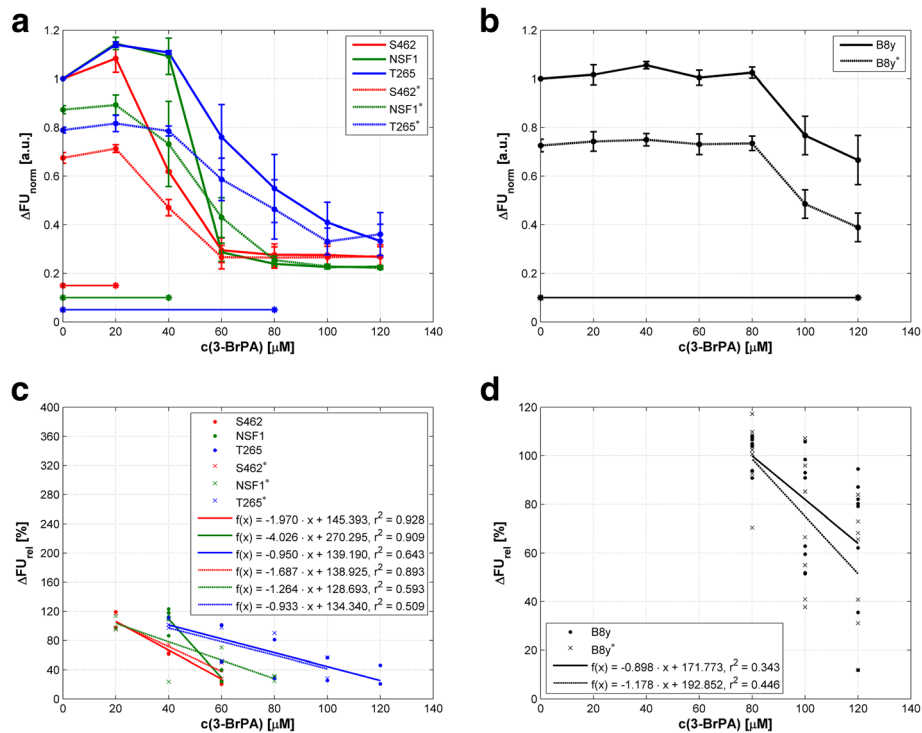 a
1.2
1
0.8
0.6
0.4
0.2
0
ΔFU_norm [a.u.]
0 20 40 60 80 100 120 140
c(3-BrPA) [μM]
S462
NSF1
T265
S462*
NSF1*
T265*
b
1.2
1
0.8
0.6
0.4
0.2
0
ΔFU_norm [a.u.]
0 20 40 60 80 100 120 140
c(3-BrPA) [μM]
B8y
B8y*
c
400
360
320
280
240
200
160
120
80
40
0
ΔFU_rel [%]
0 20 40 60 80 100 120 140
c(3-BrPA) [μM]
S462
NSF1
T265
S462*
NSF1*
T265*
f(x) = -1.970 · x + 145.393, r² = 0.928
f(x) = -4.026 · x + 270.295, r² = 0.909
f(x) = -0.950 · x + 139.190, r² = 0.643
f(x) = -1.687 · x + 138.925, r² = 0.893
f(x) = -1.264 · x + 128.693, r² = 0.593
f(x) = -0.933 · x + 134.340, r² = 0.509
d
120
100
80
60
40
20
0
ΔFU_rel [%]
0 20 40 60 80 100 120 140
c(3-BrPA) [μM]
B8y
B8y*
f(x) = -0.898 · x + 171.773, r² = 0.343
f(x) = -1.178 · x + 192.852, r² = 0.446